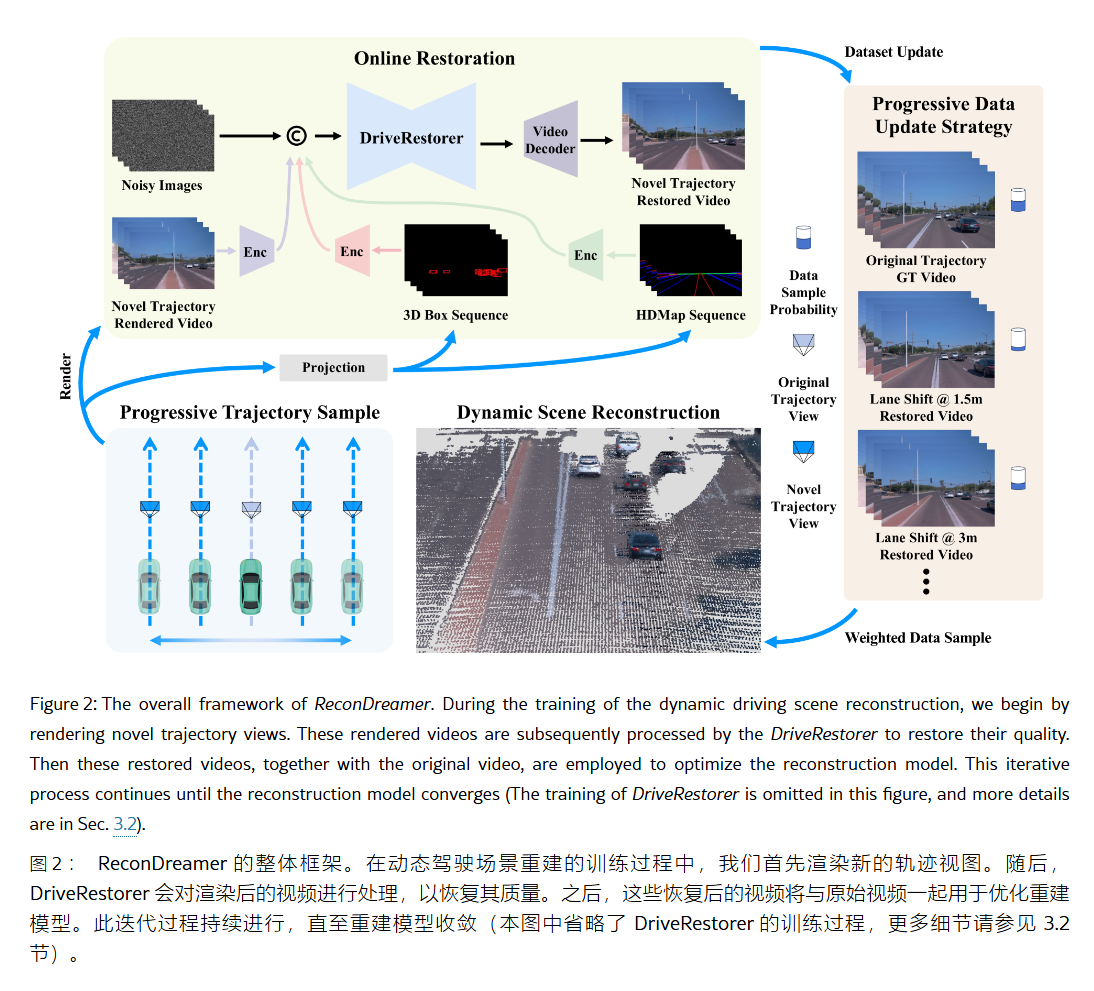 Online Restoration
Dataset Update
Noisy Images
©
DriveRestorer
Video
Decoder
Novel Trajectory
Restored Video
Novel Trajectory
Rendered Video
Enc
Enc
3D Box Sequence
Enc
HDMap Sequence
Render
Projection
Progressive Trajectory Sample
Dynamic Scene Reconstruction
Data
Sample
Probability
Original
Trajectory
View
Novel
Trajectory
View
Progressive Data
Update Strategy
Original Trajectory
GT Video
Lane Shift @ 1.5m
Restored Video
Lane Shift @ 3m
Restored Video
Weighted Data Sample
Figure 2: The overall framework of ReconDreamer. During the training of the dynamic driving scene reconstruction, we begin by
rendering novel trajectory views. These rendered videos are subsequently processed by the DriveRestorer to restore their quality.
Then these restored videos, together with the original video, are employed to optimize the reconstruction model. This iterative
process continues until the reconstruction model converges (The training of DriveRestorer is omitted in this figure, and more details
are in Sec. 3.2).
图 2 ： ReconDreamer 的整体框架。在动态驾驶场景重建的训练过程中，我们首先渲染新的轨迹视图。随后，
DriveRestorer 会对渲染后的视频进行处理，以恢复其质量。之后，这些恢复后的视频将与原始视频一起用于优化重建
模型。此迭代过程持续进行，直至重建模型收敛（本图中省略了 DriveRestorer 的训练过程，更多细节请参见 3.2
节）。